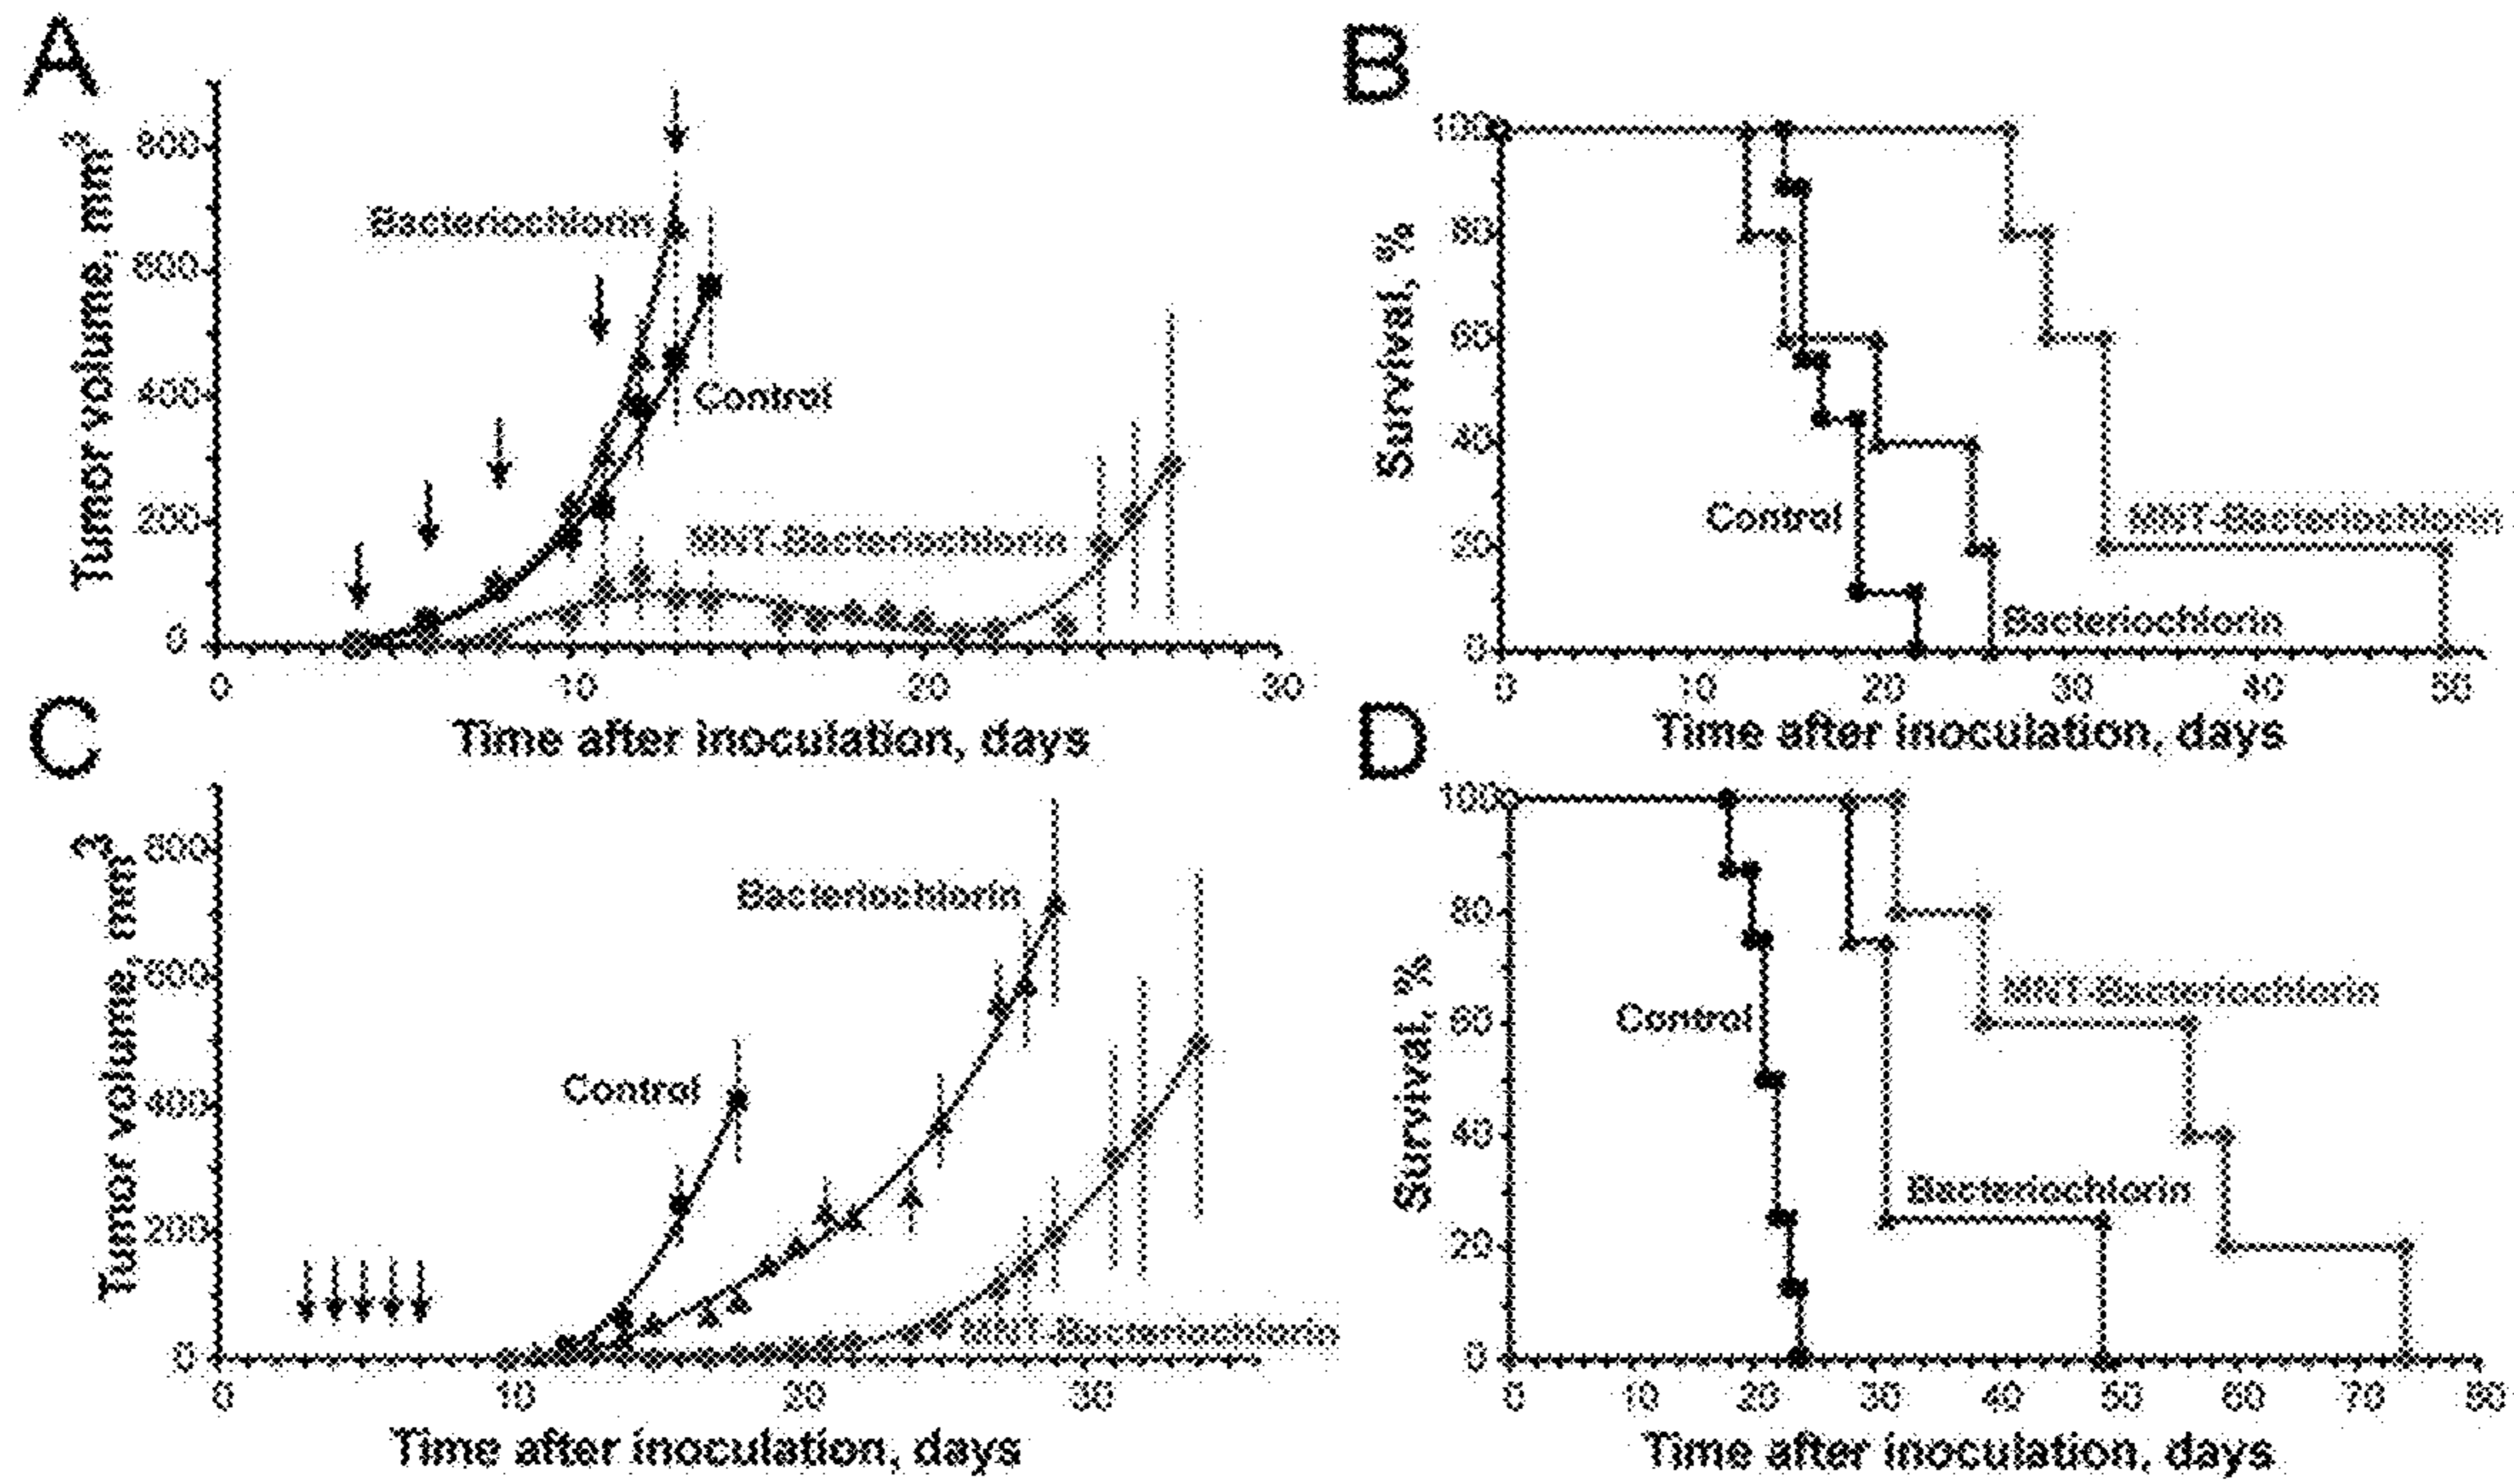 A
Tumor volume, mm³
800
600
400
200
0
Bacteriochlorin
Control
MNT-Bacteriochlorin
0 10 20 30
Time after inoculation, days
B
Survival, %
100
80
60
40
20
0
Control
MNT-Bacteriochlorin
Bacteriochlorin
0 10 20 30 40 50
Time after inoculation, days
C
Tumor volume, mm³
800
600
400
200
0
Bacteriochlorin
Control
MNT-Bacteriochlorin
0 10 20 30
Time after inoculation, days
D
Survival, %
100
80
60
40
20
0
Control
MNT-Bacteriochlorin
Bacteriochlorin
0 10 20 30 40 50 60 70 80
Time after inoculation, days